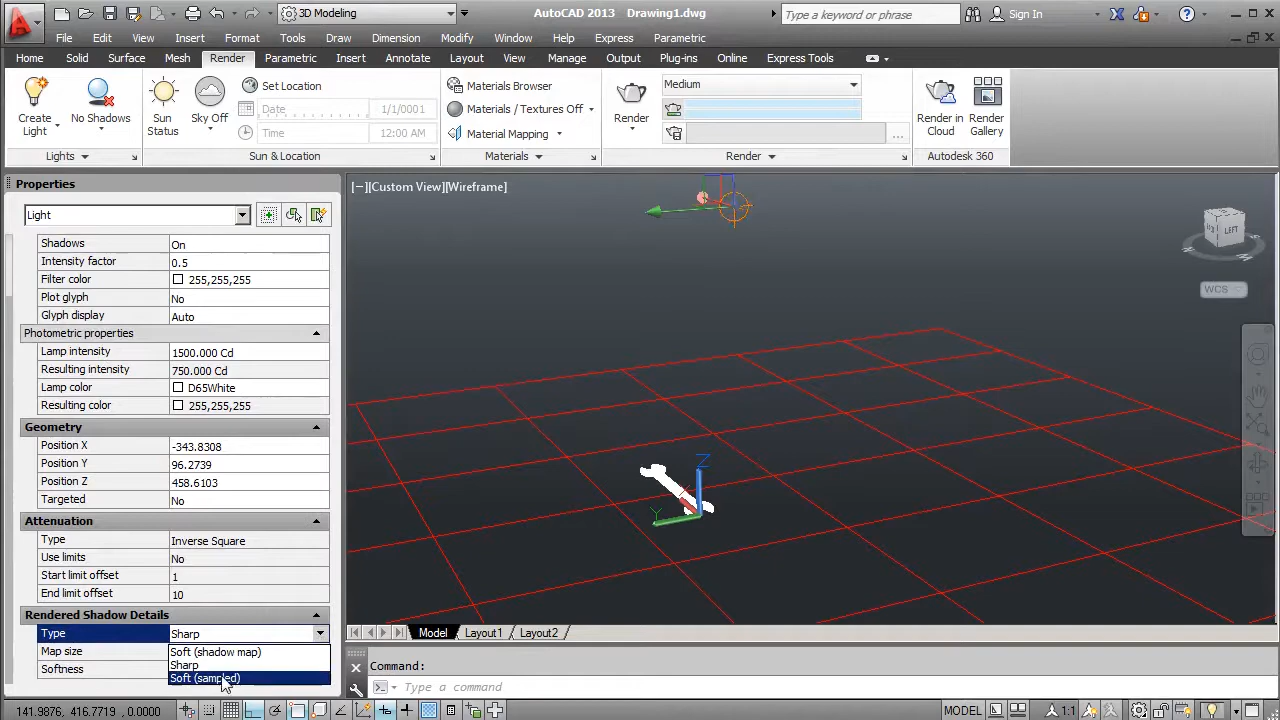 3D Modeling
AutoCAD 2013 Drawing1.dwg
Type a keyword or phrase
Sign In
File Edit View Insert Format Tools Draw Dimension Modify Window Help Express Parametric
Home Solid Surface Mesh Render Parametric Insert Annotate Layout View Manage Output Plug-ins Online Express Tools
Create
Light
No Shadows
Sun
Status
Sky Off
Set Location
Date 1/1/0001
Time 12:00 AM
Materials Browser
Materials / Textures Off
Material Mapping
Render
Medium
Render in
Cloud
Render
Gallery
Lights Sun & Location Materials Render Autodesk 360
Properties
Light
Shadows On
Intensity factor 0.5
Filter color 255,255,255
Plot glyph No
Glyph display Auto
Photometric properties
Lamp intensity 1500.000 Cd
Resulting intensity 750.000 Cd
Lamp color D65White
Resulting color 255,255,255
Geometry
Position X -343.8308
Position Y 96.2739
Position Z 458.6103
Targeted No
Attenuation
Type Inverse Square
Use limits No
Start limit offset 1
End limit offset 10
Rendered Shadow Details
Type Sharp
Map size
Softness
Soft (shadow map)
Sharp
Soft (sampled)
[−][Custom View][Wireframe]
LEFT
WCS
Z
Y
Model Layout1 Layout2
Command:
Type a command
141.9876, 416.7719, 0.0000
MODEL
1:1